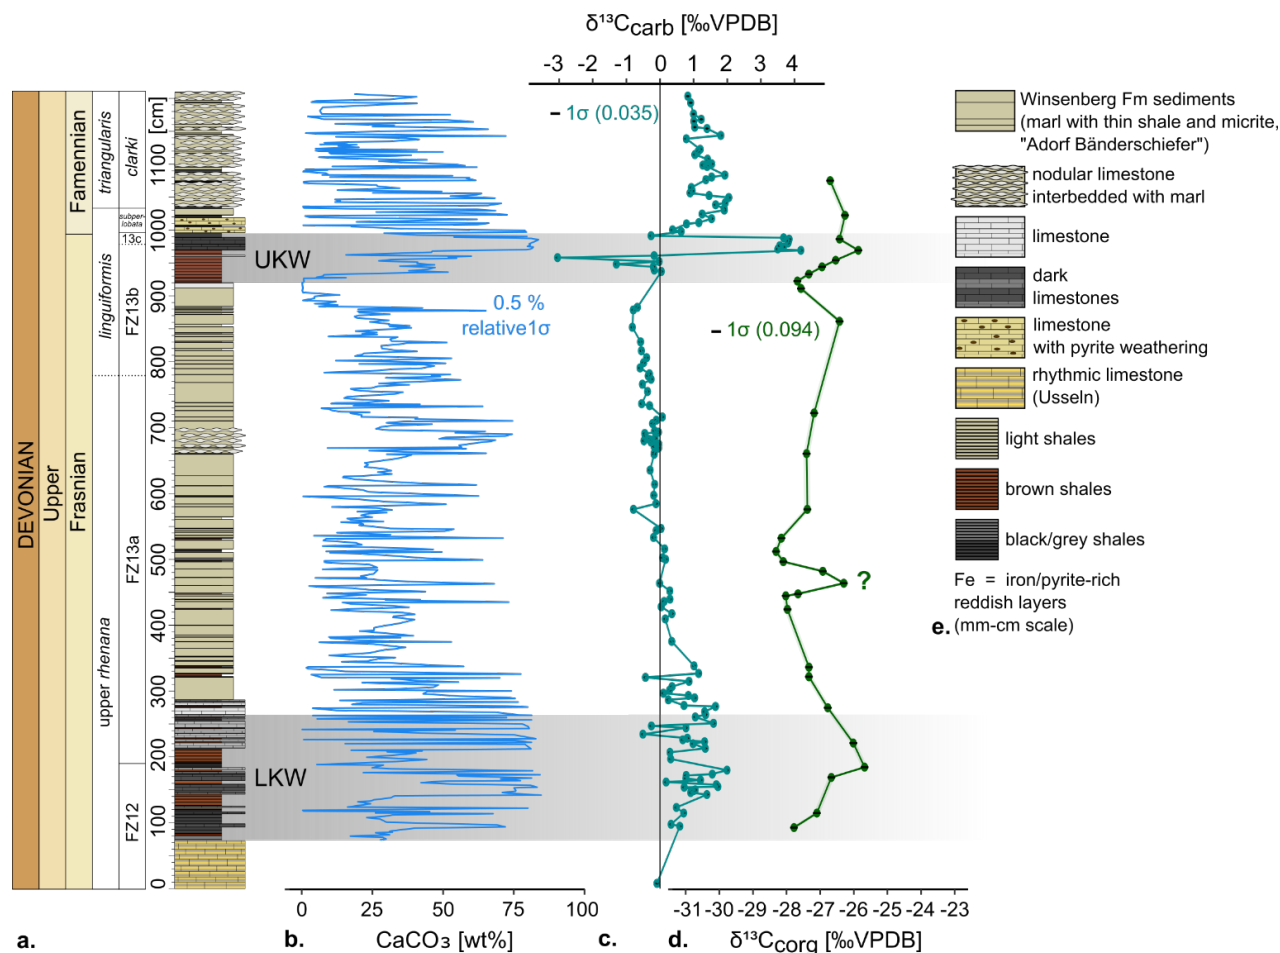 δ¹³Ccarb [‰VPDB]
-3 -2 -1 0 1 2 3 4
DEVONIAN
Upper
Famennian
Frasnian
triangularis
linguiformis
upper rhenana
clarki
subper-
lobata
13c
FZ13b
FZ13a
FZ12
[cm]
1100
1000
900
800
700
600
500
400
300
200
100
0
UKW
LKW
0.5 %
relative1σ
- 1σ (0.035)
- 1σ (0.094)
?
Winsenberg Fm sediments
(marl with thin shale and micrite,
"Adorf Bänderschiefer")
nodular limestone
interbedded with marl
limestone
dark
limestones
limestone
with pyrite weathering
rhythmic limestone
(Usseln)
light shales
brown shales
black/grey shales
Fe = iron/pyrite-rich
reddish layers
(mm-cm scale)
e.
0 25 50 75 100
-31 -30 -29 -28 -27 -26 -25 -24 -23
a.
b.
CaCO₃ [wt%]
c.
d.
δ¹³Ccorg [‰VPDB]